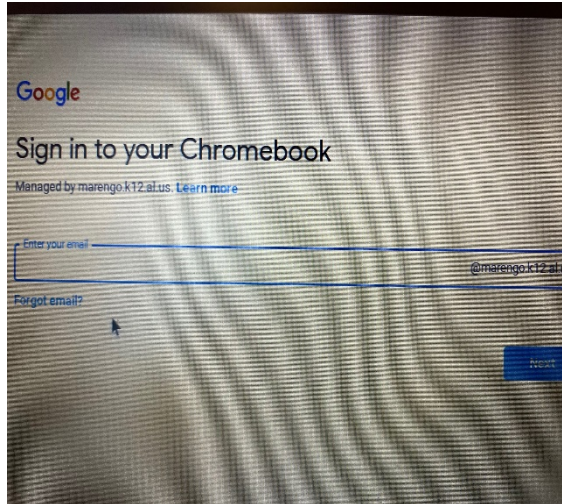 Google
Sign in to your Chromebook
Managed by marengo.k12.al.us. Learn more
Enter your email
@marengo.k12.al.
Forgot email?
Next